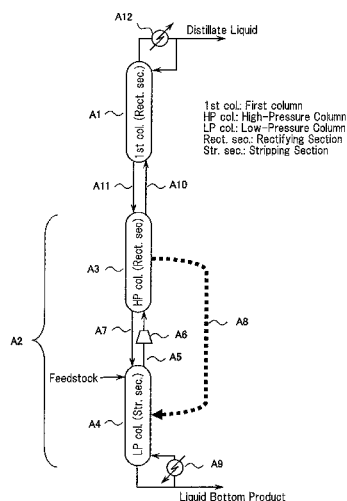 A12
Distillate Liquid
A1
1st col. (Rect. sec)
1st col.: First column
HP col.: High-Pressure Column
LP col.: Low-Pressure Column
Rect. sec.: Rectifying Section
Str. sec.: Stripping Section
A11
A10
A3
HP col. (Rect. sec)
A8
A2
A7
A6
A5
Feedstock
A4
LP col. (Str. sec.)
A9
Liquid Bottom Product